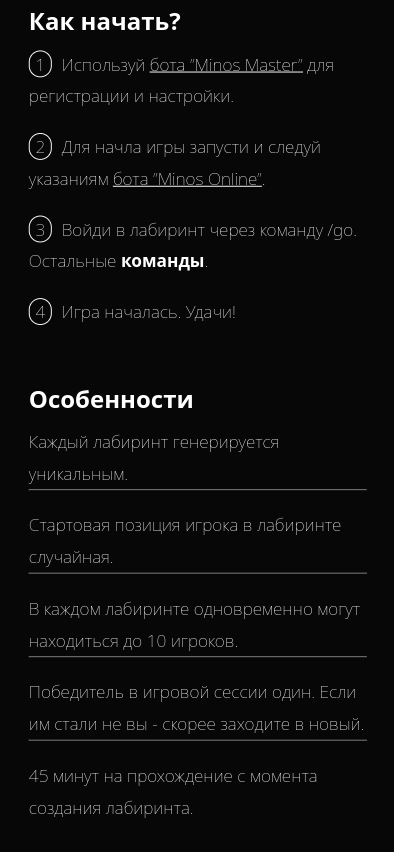 Как начать?
1 Используй бота "Minos Master" для
регистрации и настройки.
2 Для начла игры запусти и следуй
указаниям бота "Minos Online".
3 Войди в лабиринт через команду /go.
Остальные команды.
4 Игра началась. Удачи!
Особенности
Каждый лабиринт генерируется
уникальным.
Стартовая позиция игрока в лабиринте
случайная.
В каждом лабиринте одновременно могут
находиться до 10 игроков.
Победитель в игровой сессии один. Если
им стали не вы - скорее заходите в новый.
45 минут на прохождение с момента
создания лабиринта.